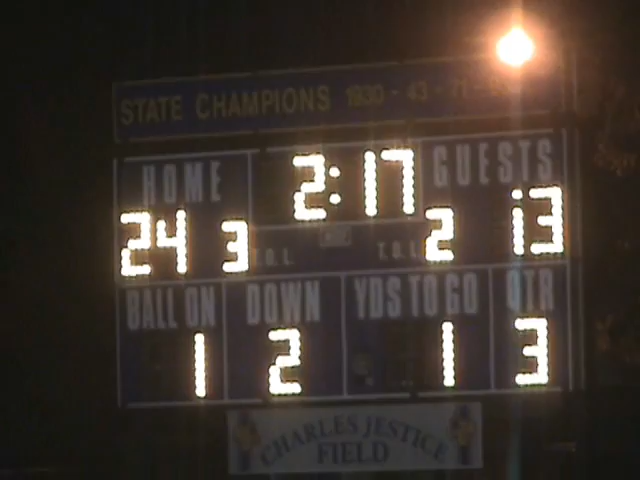 STATE CHAMPIONS 1930 - 43 - 71
HOME 2:17 GUESTS
24 3 T.O.L. T.O.L. 2 13
BALL ON DOWN YDS TO GO QTR
1 2 1 3
CHARLES JESTICE
FIELD